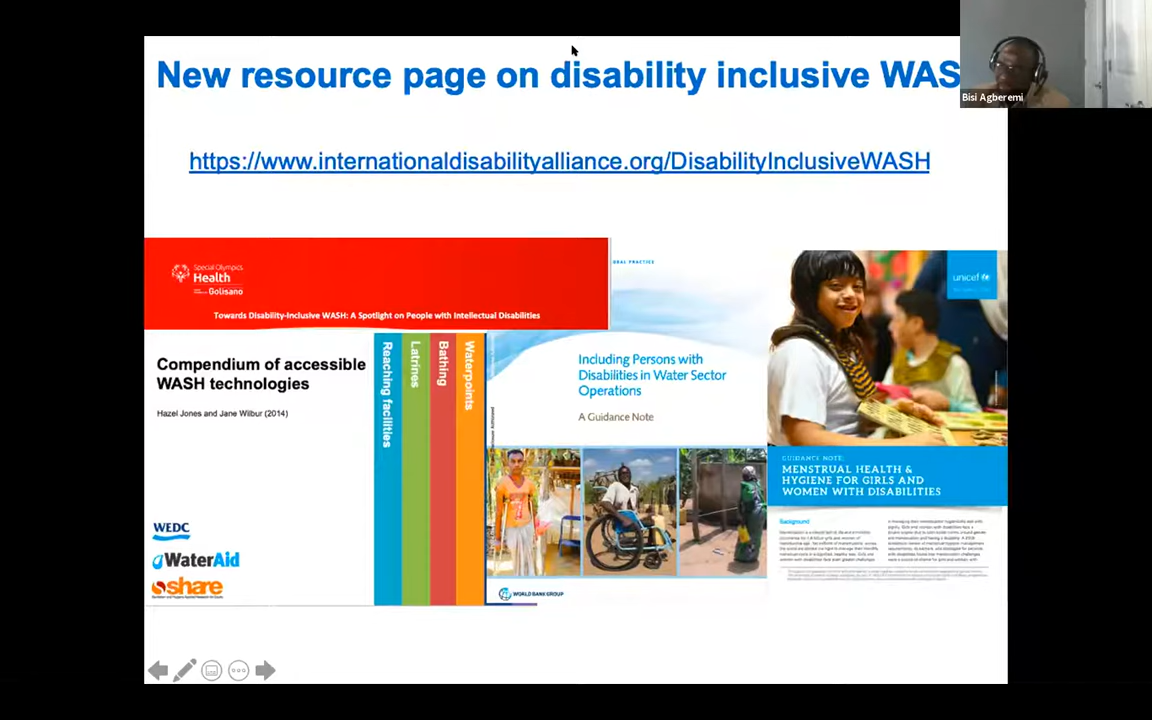 New resource page on disability inclusive WAS
Bisi Agberemi
https://www.internationaldisabilityalliance.org/DisabilityInclusiveWASH
Special Olympics
Health
Golisano
Towards Disability-Inclusive WASH: A Spotlight on People with Intellectual Disabilities
Compendium of accessible
WASH technologies
Hazel Jones and Jane Wilbur (2014)
WEDC
WaterAid
share
Reaching facilities
Latrines
Bathing
Waterpoints
PRACTICE
Including Persons with
Disabilities in Water Sector
Operations
A Guidance Note
WORLD BANK GROUP
unicef
GUIDANCE NOTE:
MENSTRUAL HEALTH &
HYGIENE FOR GIRLS AND
WOMEN WITH DISABILITIES
Background